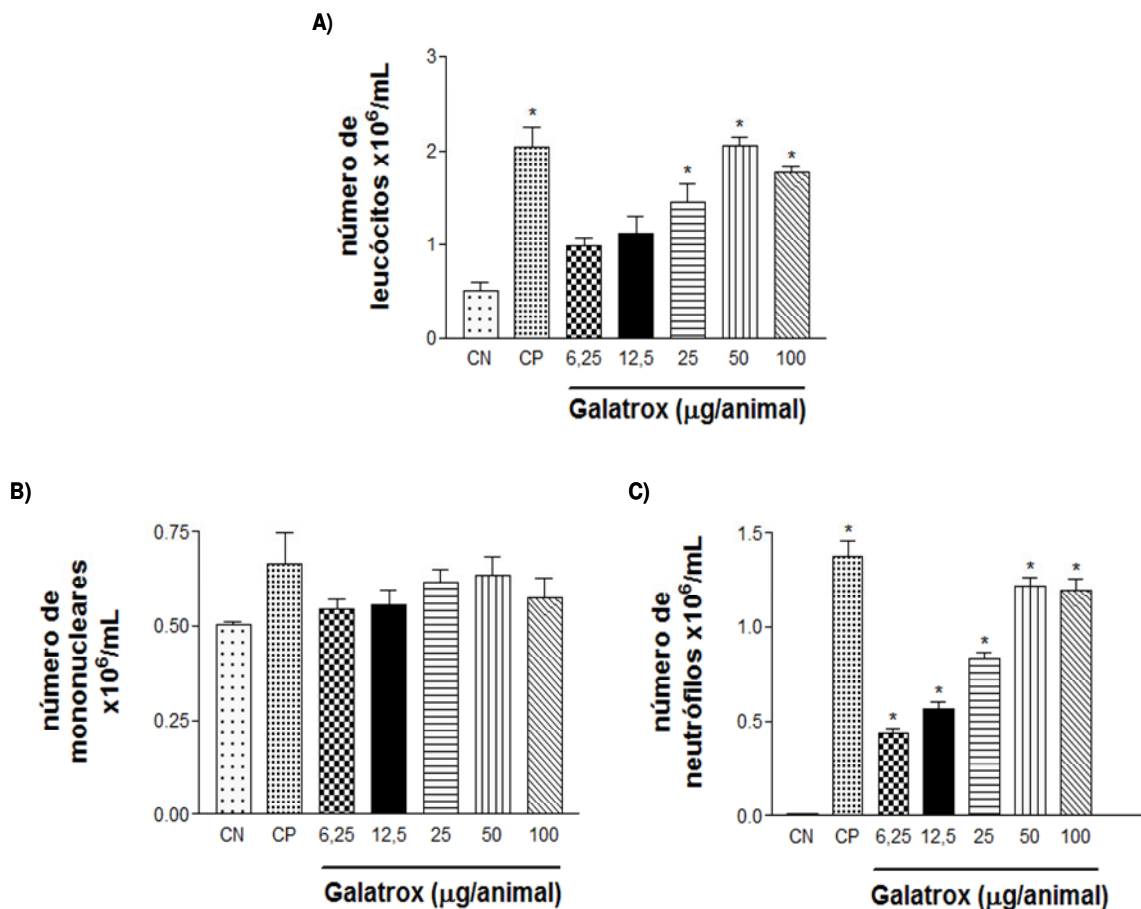 A)
número de
leucócitos x10⁶/mL
3
2
1
0
*
*
*
*
CN CP 6,25 12,5 25 50 100
Galatrox (µg/animal)
B)
número de
mononucleares
x10⁶/mL
0.75
0.50
0.25
0.00
CN CP 6,25 12,5 25 50 100
Galatrox (µg/animal)
C)
número de
neutrófilos x10⁶/mL
1.5
1.0
0.5
0.0
*
*
*
*
*
*
CN CP 6,25 12,5 25 50 100
Galatrox (µg/animal)